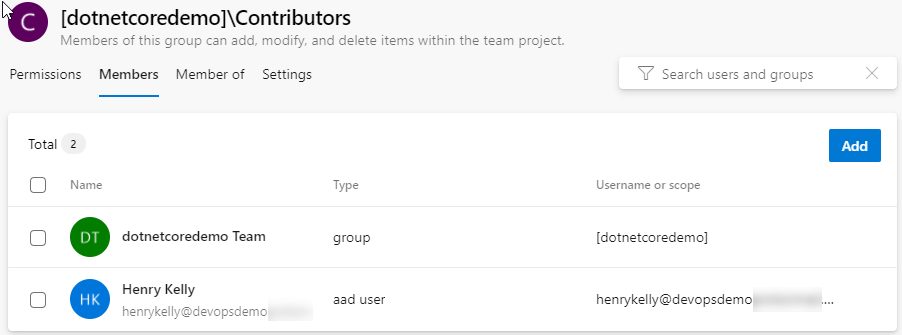 C
[dotnetcoredemo]\Contributors
Members of this group can add, modify, and delete items within the team project.
Permissions Members Member of Settings
Search users and groups
Total 2
Add
Name Type Username or scope
DT dotnetcoredemo Team group [dotnetcoredemo]
HK Henry Kelly aad user henrykelly@devopsdemo ....
henrykelly@devopsdemo